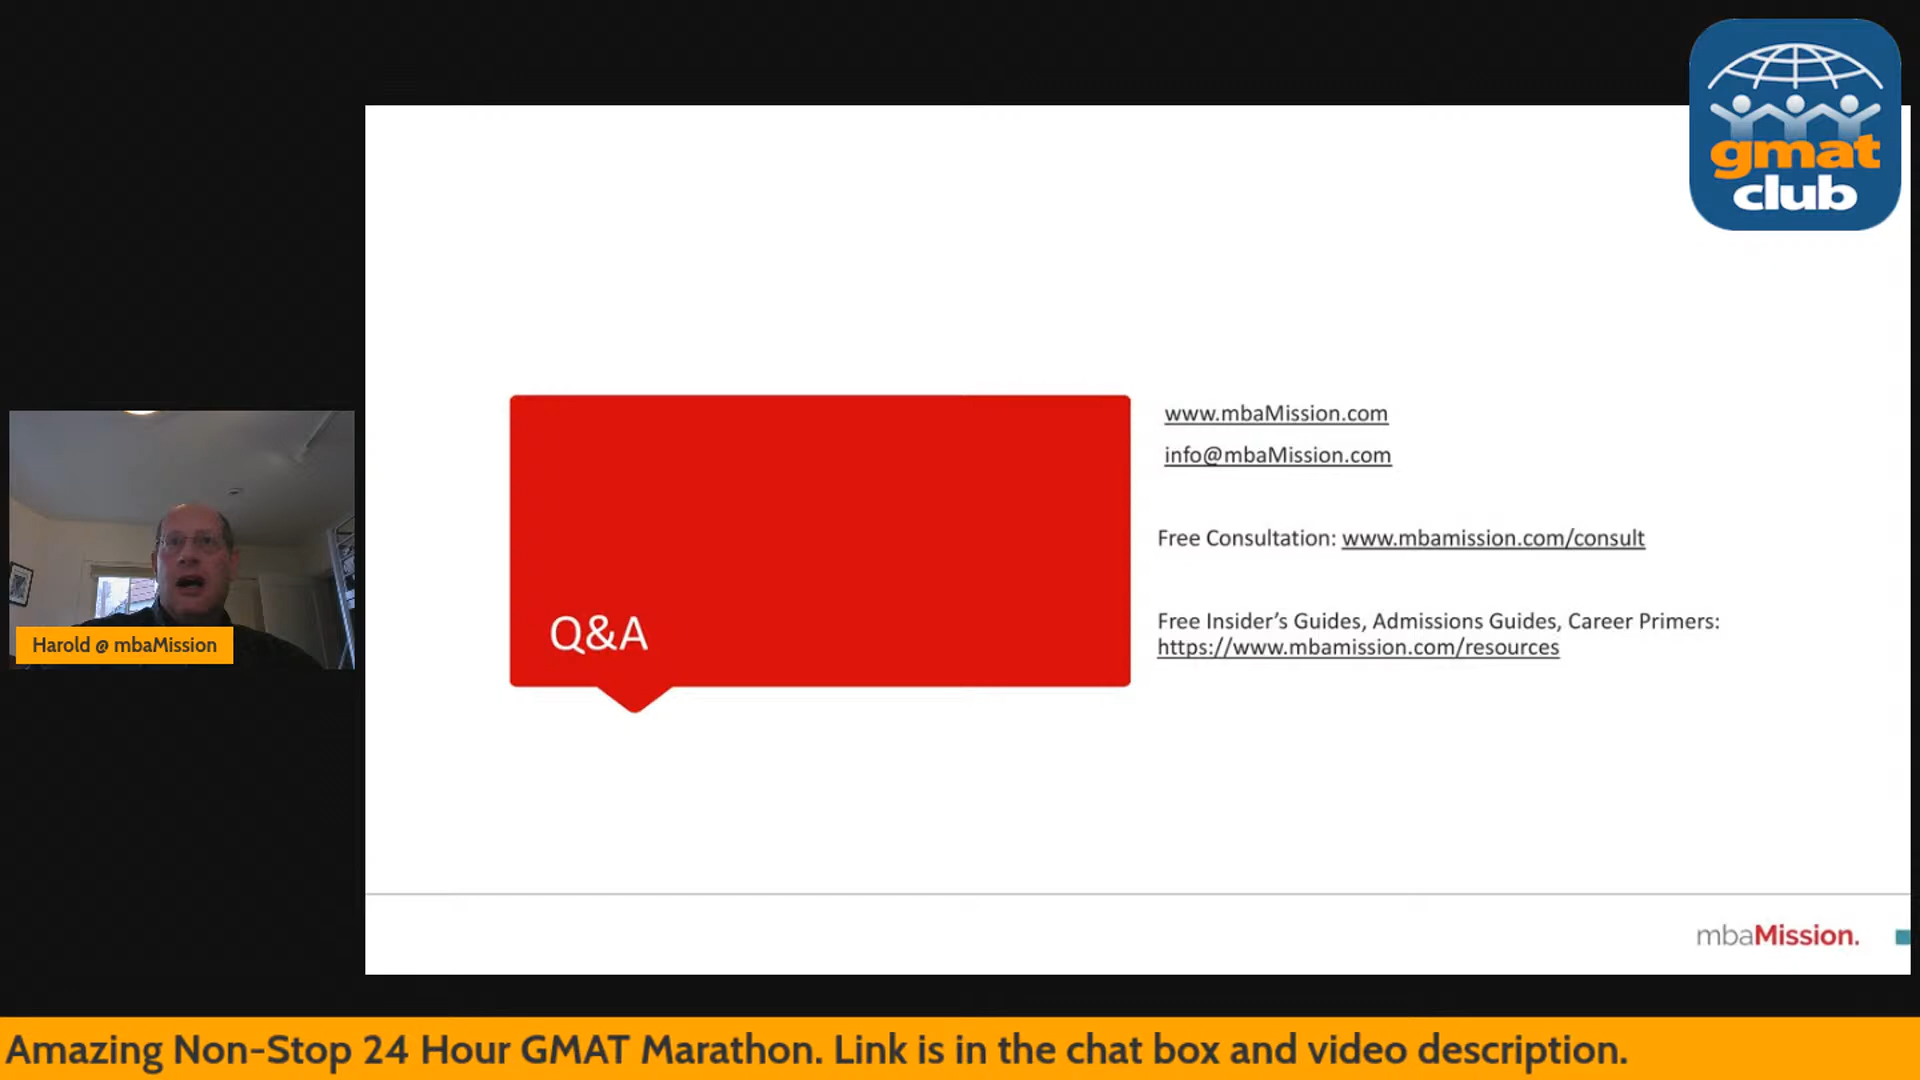 gmat
club
www.mbaMission.com
info@mbaMission.com
Free Consultation: www.mbamission.com/consult
Free Insider’s Guides, Admissions Guides, Career Primers:
https://www.mbamission.com/resources
Q&A
Harold @ mbaMission
mbaMission.
Amazing Non-Stop 24 Hour GMAT Marathon. Link is in the chat box and video description.